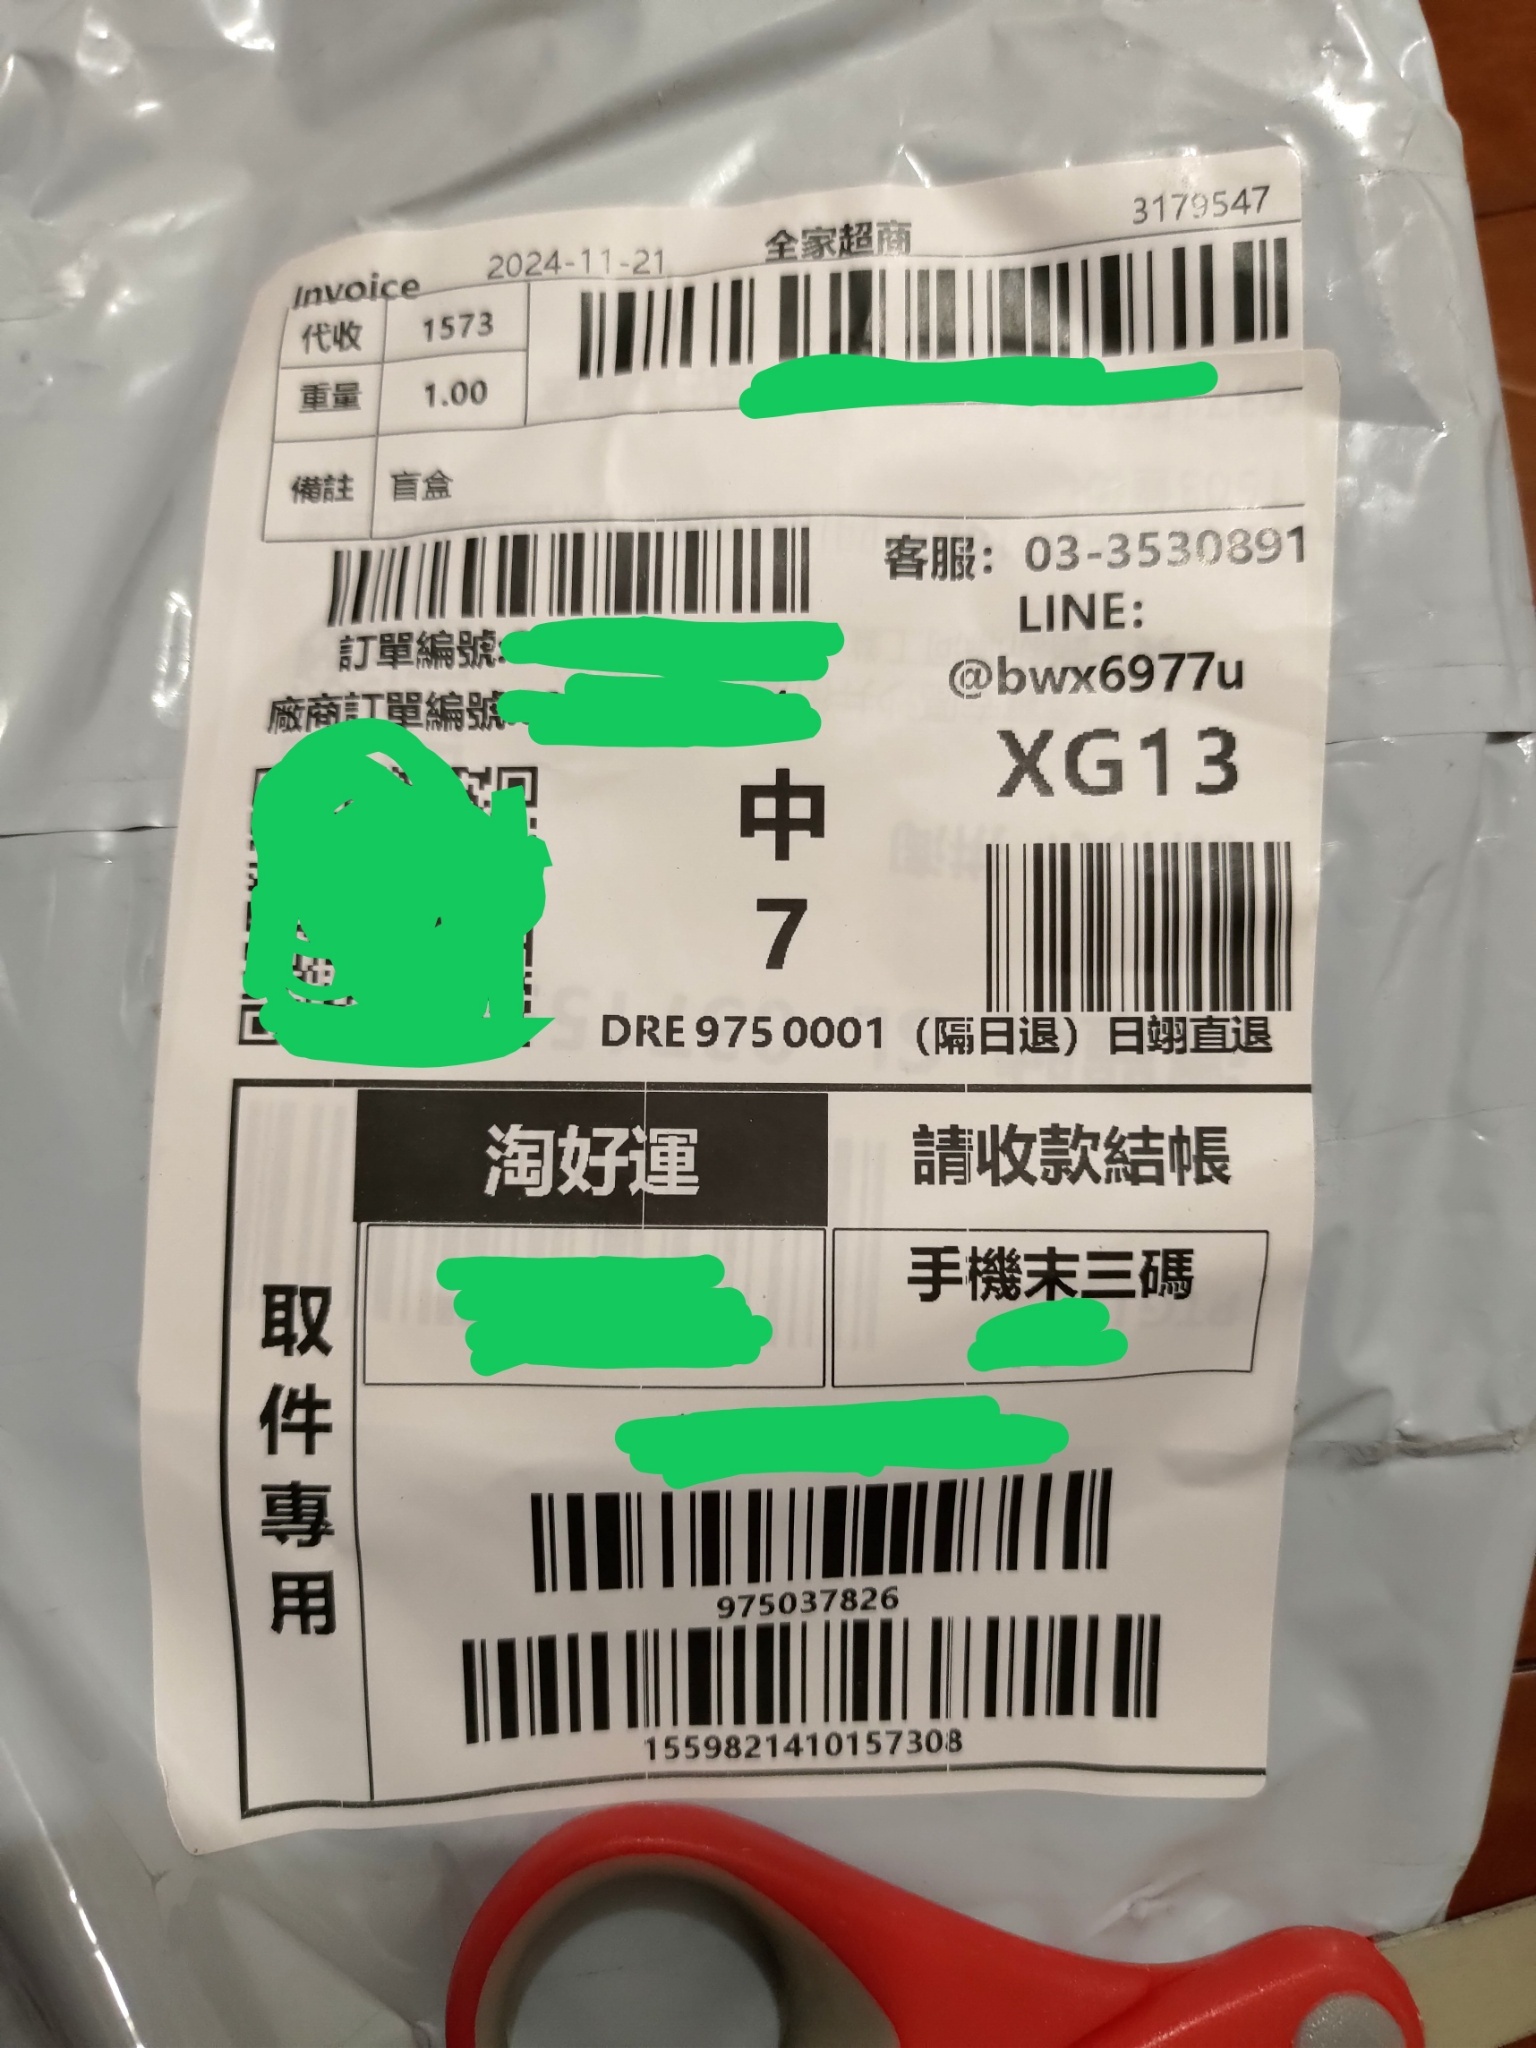 3179547
Invoice 2024-11-21 全家超商
代收 1573
重量 1.00
備註 盲盒
客服： 03-3530891
LINE:
@bwx6977u
訂單編號:
廠商訂單編號:
XG13
中
7
DRE 975 0001（隔日退）日翊直退
淘好運
請收款結帳
手機末三碼
取件專用
975037826
1559821410157308